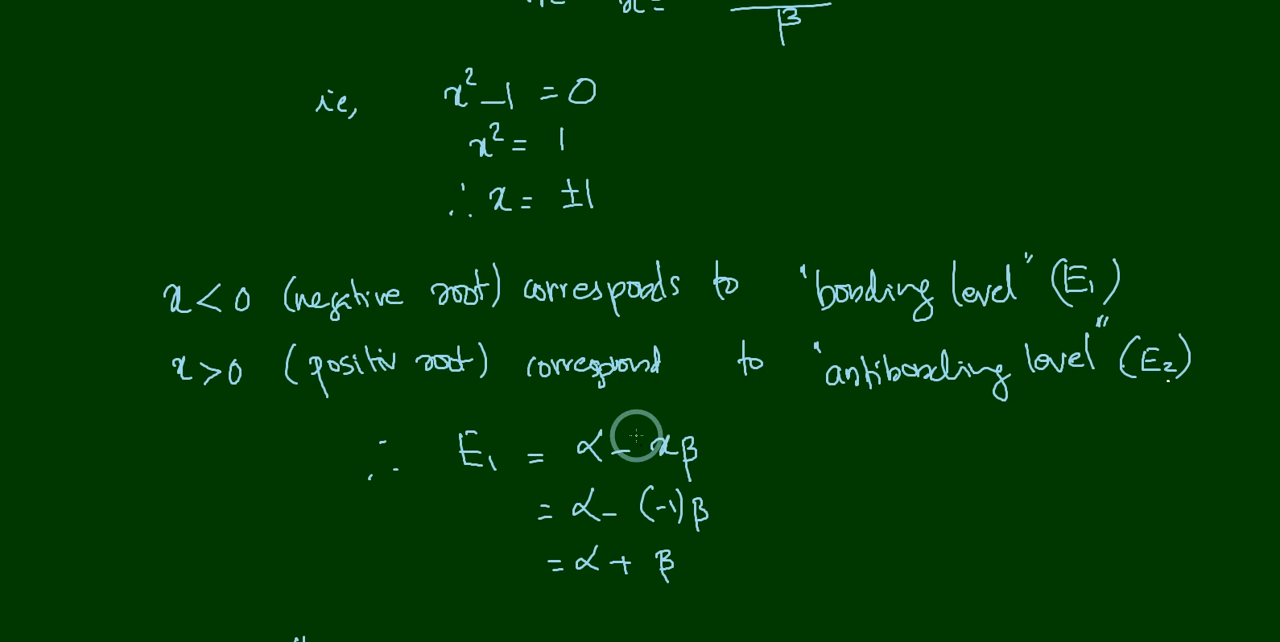 x =
β
ie, x² - 1 = 0
x² = 1
∴ x = ±1
x < 0 (negative root) corresponds to "bonding level" (E₁)
x > 0 (positiv root) correspond to "antibonding level" (E₂)
∴ E₁ = α - xβ
= α - (-1)β
= α + β